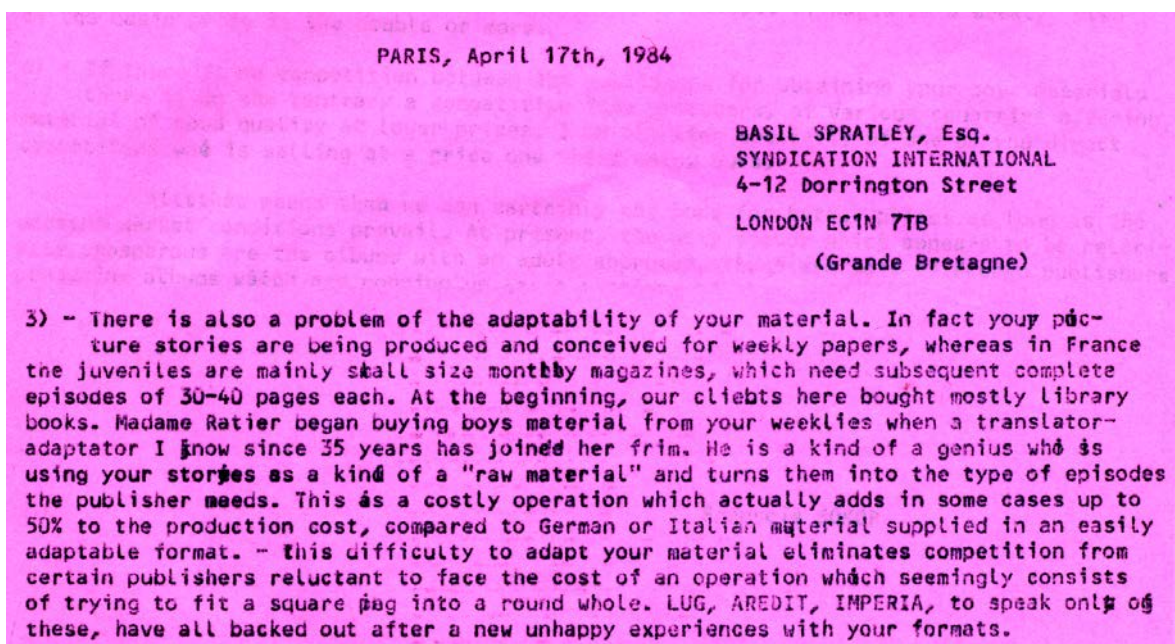 PARIS, April 17th, 1984
BASIL SPRATLEY, Esq.
SYNDICATION INTERNATIONAL
4-12 Dorrington Street
LONDON EC1N 7TB
(Grande Bretagne)
3) - There is also a problem of the adaptability of your material. In fact your pic-
ture stories are being produced and conceived for weekly papers, whereas in France
the juveniles are mainly small size monthly magazines, which need subsequent complete
episodes of 30-40 pages each. At the beginning, our cliebts here bought mostly library
books. Madame Ratier began buying boys material from your weeklies when a translator-
adaptator I know since 35 years has joined her frim. He is a kind of a genius who is
using your stories as a kind of a "raw material" and turns them into the type of episodes
the publisher needs. This is a costly operation which actually adds in some cases up to
50% to the production cost, compared to German or Italian material supplied in an easily
adaptable format. - this difficulty to adapt your material eliminates competition from
certain publishers reluctant to face the cost of an operation which seemingly consists
of trying to fit a square peg into a round whole. LUG, AREDIT, IMPERIA, to speak only of
these, have all backed out after a new unhappy experiences with your formats.